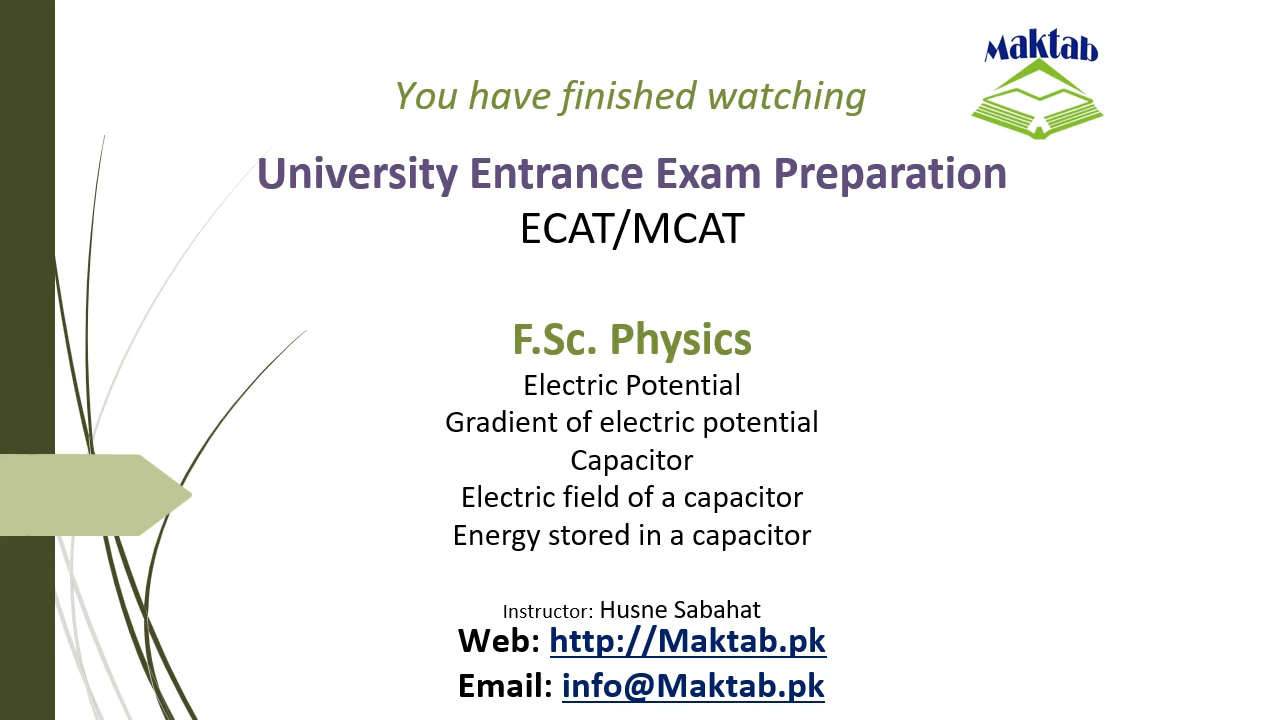 Maktab
You have finished watching
University Entrance Exam Preparation
ECAT/MCAT
F.Sc. Physics
Electric Potential
Gradient of electric potential
Capacitor
Electric field of a capacitor
Energy stored in a capacitor
Instructor: Husne Sabahat
Web: http://Maktab.pk
Email: info@Maktab.pk